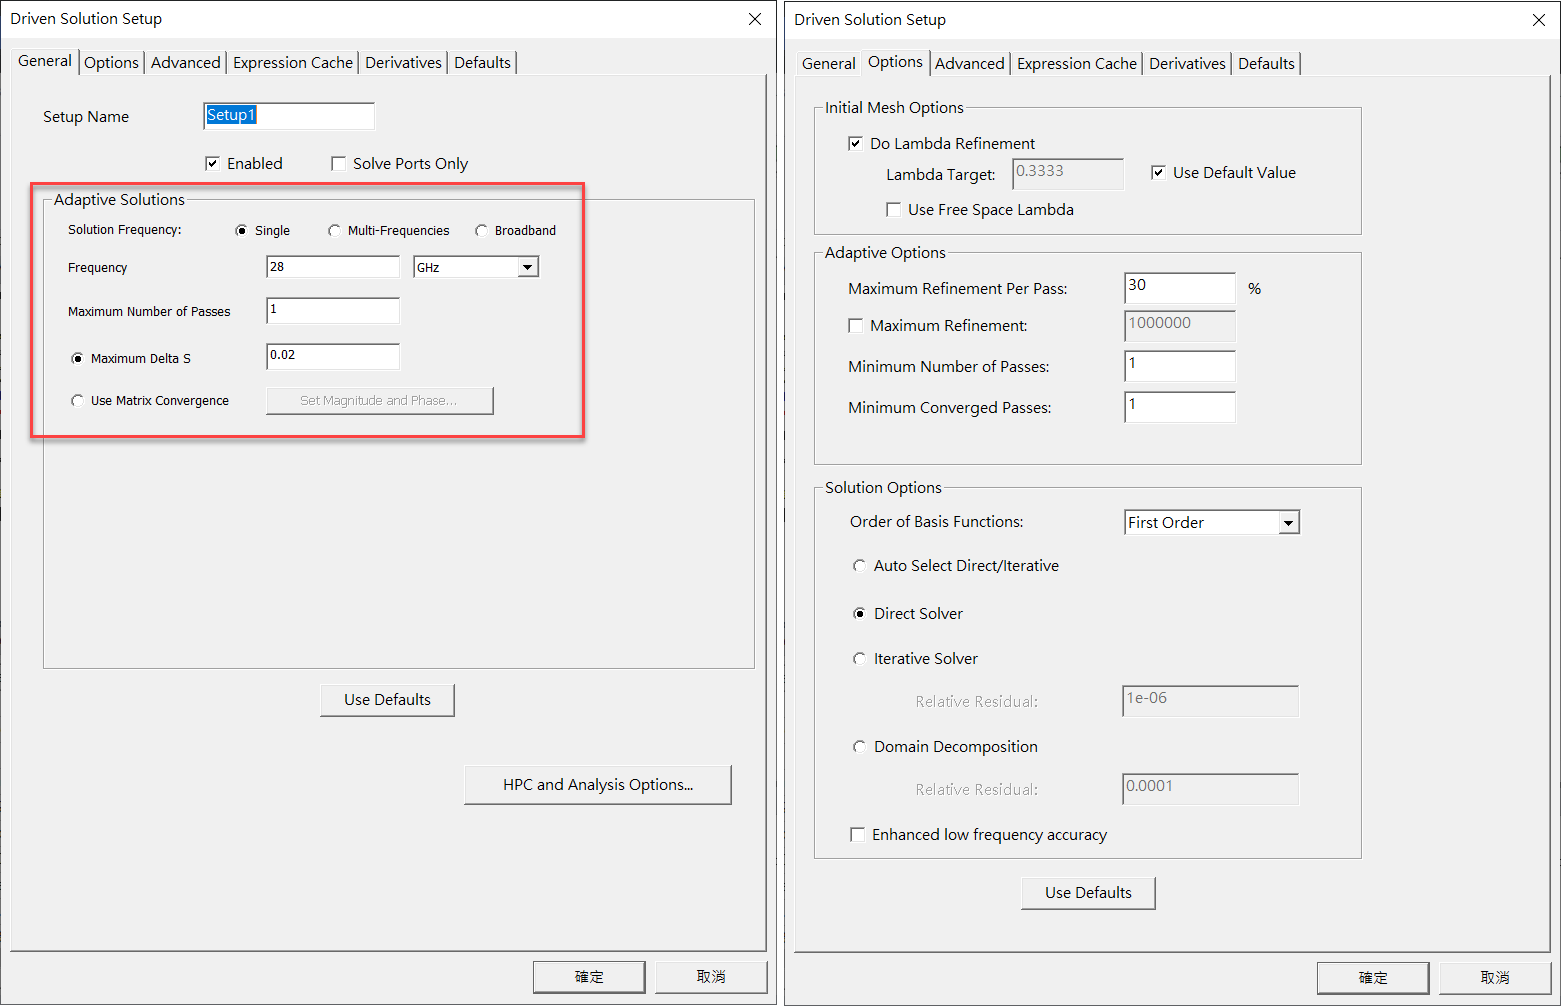 Driven Solution Setup
General Options Advanced Expression Cache Derivatives Defaults
Setup Name Setup1
Enabled Solve Ports Only
Adaptive Solutions
Solution Frequency: Single Multi-Frequencies Broadband
Frequency 28 GHz
Maximum Number of Passes 1
Maximum Delta S 0.02
Use Matrix Convergence Set Magnitude and Phase...
Use Defaults
HPC and Analysis Options...
確定 取消
Driven Solution Setup
General Options Advanced Expression Cache Derivatives Defaults
Initial Mesh Options
Do Lambda Refinement
Lambda Target: 0.3333 Use Default Value
Use Free Space Lambda
Adaptive Options
Maximum Refinement Per Pass: 30 %
Maximum Refinement: 1000000
Minimum Number of Passes: 1
Minimum Converged Passes: 1
Solution Options
Order of Basis Functions: First Order
Auto Select Direct/Iterative
Direct Solver
Iterative Solver
Relative Residual: 1e-06
Domain Decomposition
Relative Residual: 0.0001
Enhanced low frequency accuracy
Use Defaults
確定 取消